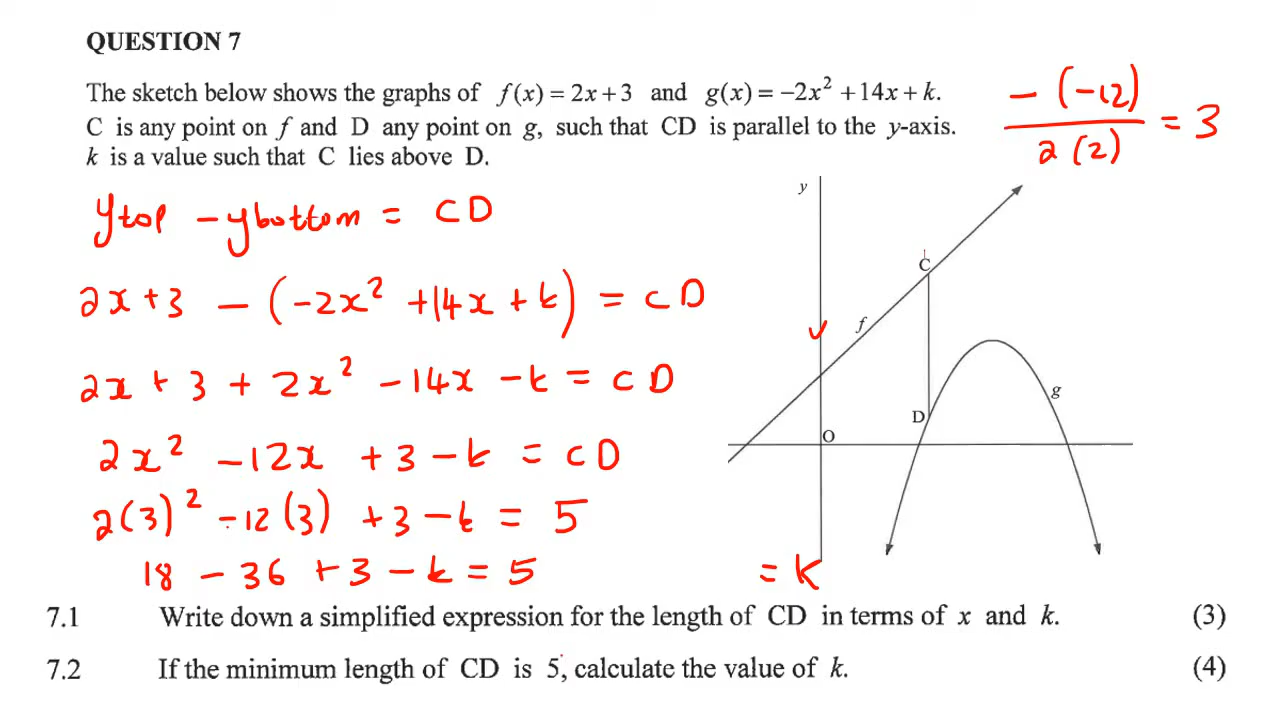 QUESTION 7
The sketch below shows the graphs of f(x) = 2x + 3 and g(x) = −2x² + 14x + k.
C is any point on f and D any point on g, such that CD is parallel to the y-axis.
k is a value such that C lies above D.
− (−12) / 2(2) = 3
ytop − ybottom = CD
2x + 3 − (−2x² + 14x + k) = CD
2x + 3 + 2x² − 14x − k = CD
2x² − 12x + 3 − k = CD
2(3)² − 12(3) + 3 − k = 5
18 − 36 + 3 − k = 5
= k
y
C
f
D
g
O
7.1 Write down a simplified expression for the length of CD in terms of x and k. (3)
7.2 If the minimum length of CD is 5, calculate the value of k. (4)